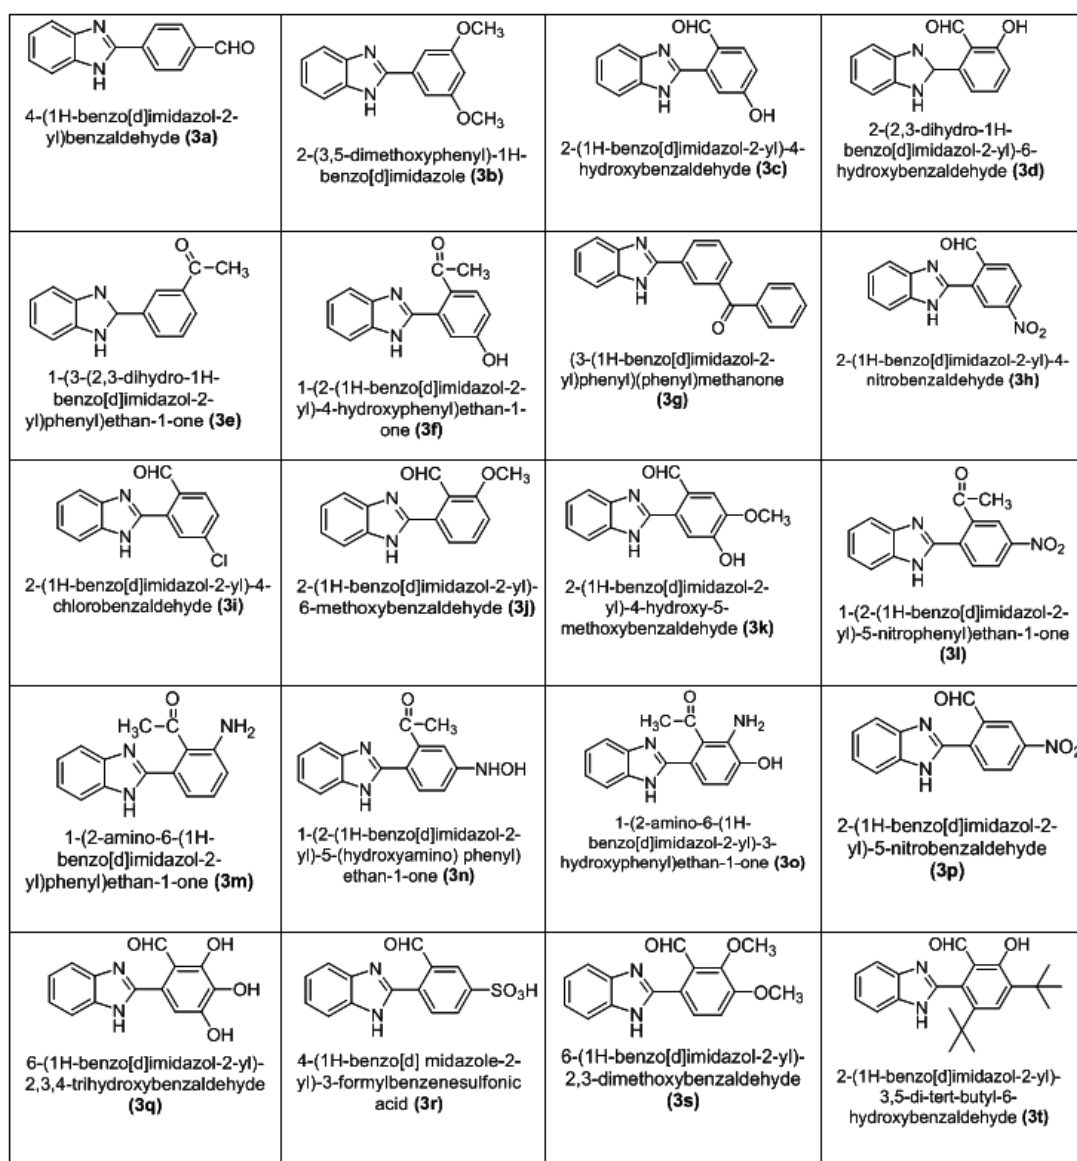 N
N
H
CHO
4-(1H-benzo[d]imidazol-2-
yl)benzaldehyde (3a)
OCH3
N
N
H
OCH3
2-(3,5-dimethoxyphenyl)-1H-
benzo[d]imidazole (3b)
OHC
N
N
H
OH
2-(1H-benzo[d]imidazol-2-yl)-4-
hydroxybenzaldehyde (3c)
OHC OH
N
N
H
2-(2,3-dihydro-1H-
benzo[d]imidazol-2-yl)-6-
hydroxybenzaldehyde (3d)
O
C-CH3
N
N
H
1-(3-(2,3-dihydro-1H-
benzo[d]imidazol-2-
yl)phenyl)ethan-1-one (3e)
O
C-CH3
N
N
H
OH
1-(2-(1H-benzo[d]imidazol-2-
yl)-4-hydroxyphenyl)ethan-1-
one (3f)
N
N
H
O
(3-(1H-benzo[d]imidazol-2-
yl)phenyl)(phenyl)methanone
(3g)
OHC
N
N
H
NO2
2-(1H-benzo[d]imidazol-2-yl)-4-
nitrobenzaldehyde (3h)
OHC
N
N
H
Cl
2-(1H-benzo[d]imidazol-2-yl)-4-
chlorobenzaldehyde (3i)
OHC OCH3
N
N
H
2-(1H-benzo[d]imidazol-2-yl)-
6-methoxybenzaldehyde (3j)
OHC
N
OCH3
N
H
OH
2-(1H-benzo[d]imidazol-2-
yl)-4-hydroxy-5-
methoxybenzaldehyde (3k)
O
C-CH3
N
NO2
N
H
1-(2-(1H-benzo[d]imidazol-2-
yl)-5-nitrophenyl)ethan-1-one
(3l)
O
H3C-C NH2
N
N
H
1-(2-amino-6-(1H-
benzo[d]imidazol-2-
yl)phenyl)ethan-1-one (3m)
O
C-CH3
N
NHOH
N
H
1-(2-(1H-benzo[d]imidazol-2-
yl)-5-(hydroxyamino) phenyl)
ethan-1-one (3n)
O
H3C-C NH2
N
OH
N
H
1-(2-amino-6-(1H-
benzo[d]imidazol-2-yl)-3-
hydroxyphenyl)ethan-1-one (3o)
OHC
N
NO2
N
H
2-(1H-benzo[d]imidazol-2-
yl)-5-nitrobenzaldehyde
(3p)
OHC OH
N
OH
N
H
OH
6-(1H-benzo[d]imidazol-2-yl)-
2,3,4-trihydroxybenzaldehyde
(3q)
OHC
N
SO3H
N
H
4-(1H-benzo[d] midazole-2-
yl)-3-formylbenzenesulfonic
acid (3r)
OHC OCH3
N
OCH3
N
H
6-(1H-benzo[d]imidazol-2-yl)-
2,3-dimethoxybenzaldehyde
(3s)
OHC OH
N
N
H
2-(1H-benzo[d]imidazol-2-yl)-
3,5-di-tert-butyl-6-
hydroxybenzaldehyde (3t)